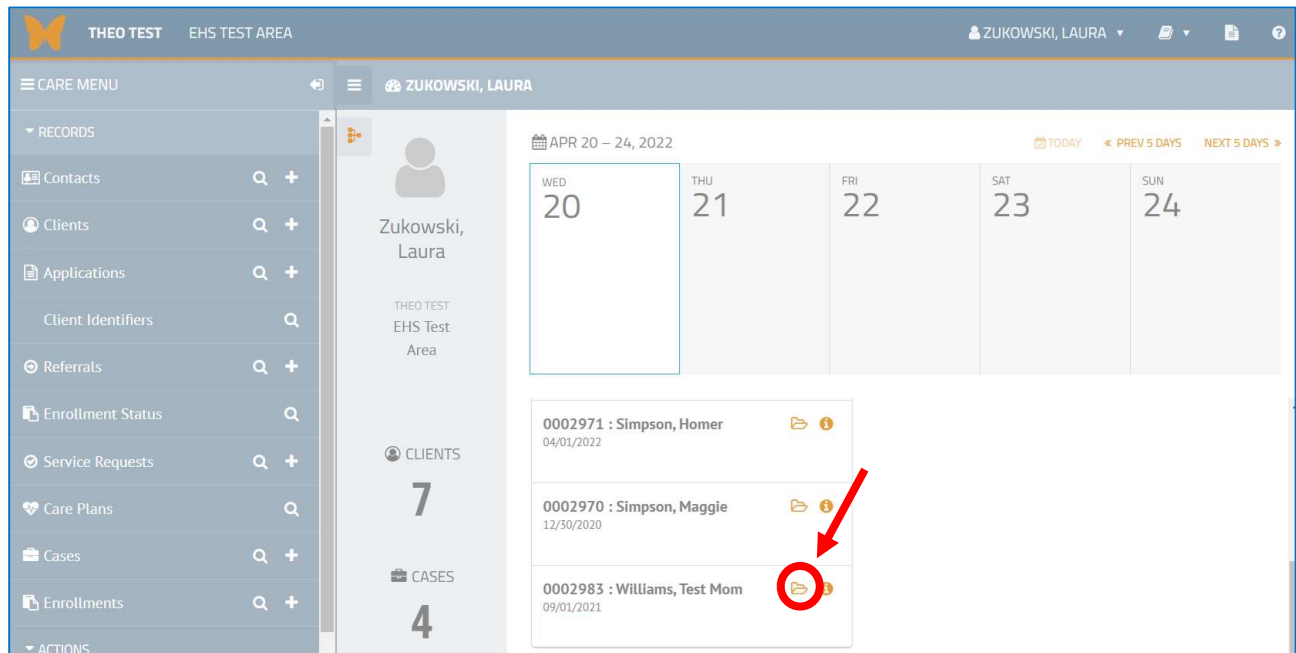 THEO TEST EHS TEST AREA ZUKOWSKI, LAURA
CARE MENU
ZUKOWSKI, LAURA
RECORDS
Contacts
Clients
Applications
Client Identifiers
Referrals
Enrollment Status
Service Requests
Care Plans
Cases
Enrollments
ACTIONS
Zukowski,
Laura
THEO TEST
EHS Test
Area
CLIENTS
7
CASES
4
APR 20 – 24, 2022 TODAY « PREV 5 DAYS NEXT 5 DAYS »
WED THU FRI SAT SUN
20 21 22 23 24
0002971 : Simpson, Homer
04/01/2022
0002970 : Simpson, Maggie
12/30/2020
0002983 : Williams, Test Mom
09/01/2021